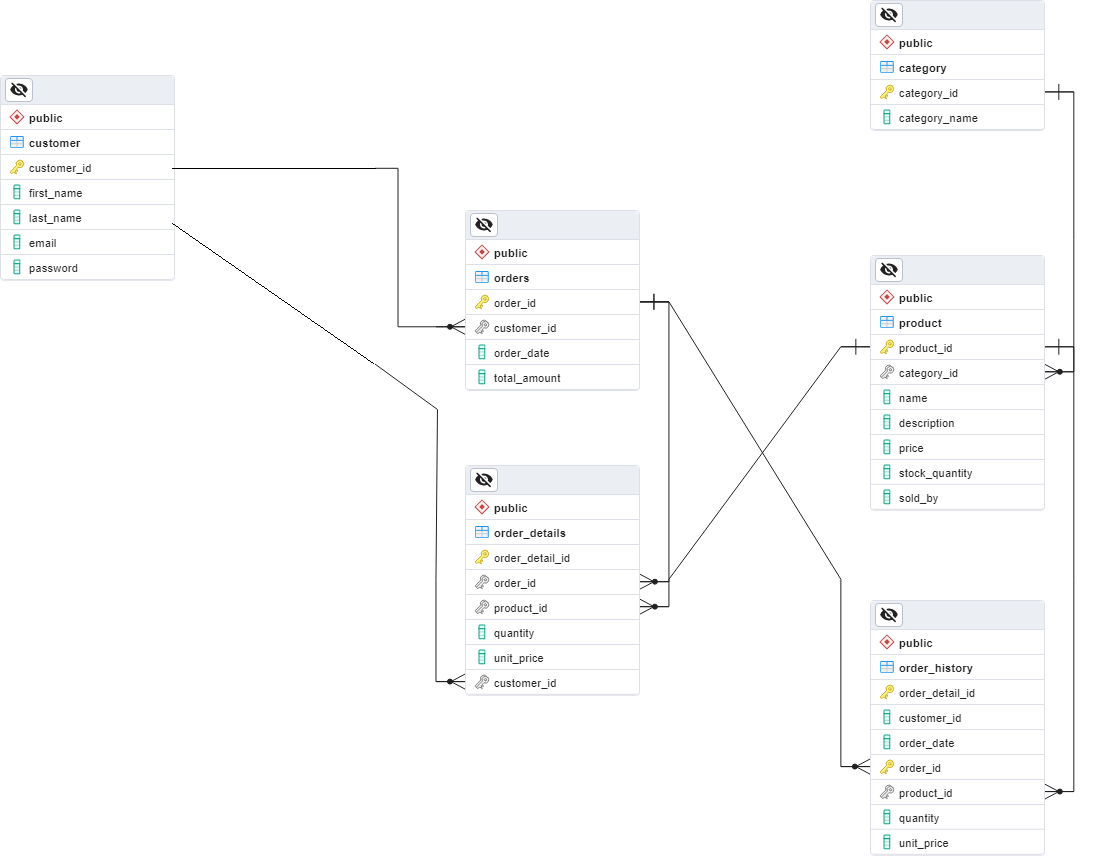 public
customer
customer_id
first_name
last_name
email
password
public
orders
order_id
customer_id
order_date
total_amount
public
order_details
order_detail_id
order_id
product_id
quantity
unit_price
customer_id
public
category
category_id
category_name
public
product
product_id
category_id
name
description
price
stock_quantity
sold_by
public
order_history
order_detail_id
customer_id
order_date
order_id
product_id
quantity
unit_price